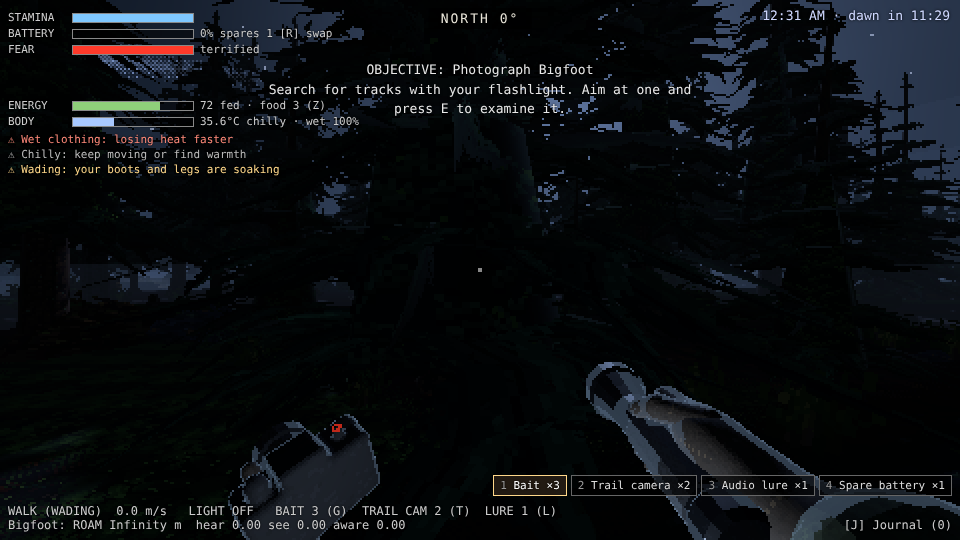 STAMINA
NORTH 0°
12:31 AM · dawn in 11:29
BATTERY 0% spares 1 [R] swap
FEAR terrified
OBJECTIVE: Photograph Bigfoot
Search for tracks with your flashlight. Aim at one and
press E to examine it.
ENERGY 72 fed · food 3 (Z)
BODY 35.6°C chilly · wet 100%
⚠ Wet clothing: losing heat faster
⚠ Chilly: keep moving or find warmth
⚠ Wading: your boots and legs are soaking
1 Bait ×3 2 Trail camera ×2 3 Audio lure ×1 4 Spare battery ×1
WALK (WADING) 0.0 m/s LIGHT OFF BAIT 3 (G) TRAIL CAM 2 (T) LURE 1 (L)
Bigfoot: ROAM Infinity m hear 0.00 see 0.00 aware 0.00
[J] Journal (0)